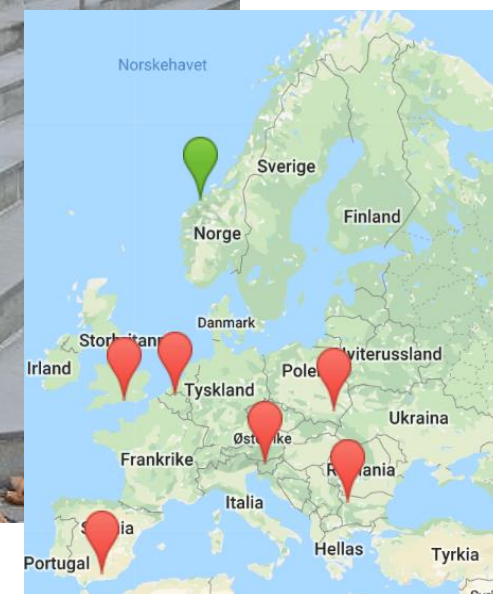 Norskehavet
Sverige
Finland
Norge
Danmark
Irland
Tyskland
Ukraina
Frankrike
Italia
Portugal
Hellas
Tyrkia